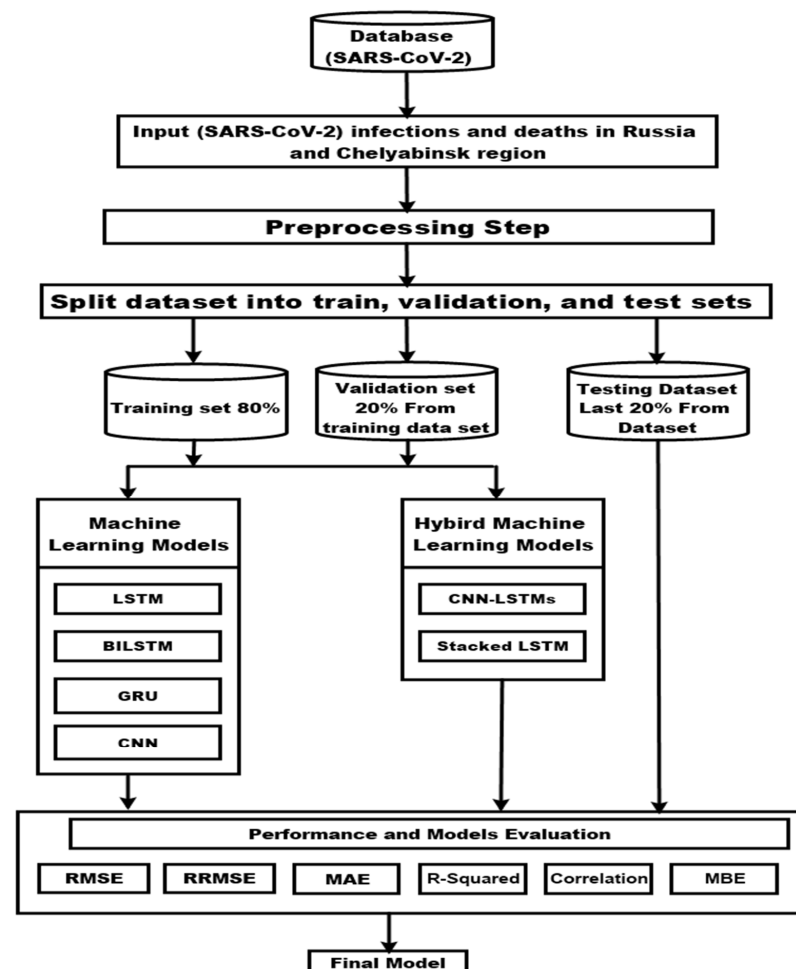 Database
(SARS-CoV-2)
Input (SARS-CoV-2) infections and deaths in Russia
and Chelyabinsk region
Preprocessing Step
Split dataset into train, validation, and test sets
Training set 80%
Validation set
20% From
training data set
Testing Dataset
Last 20% From
Dataset
Machine
Learning Models
LSTM
BILSTM
GRU
CNN
Hybird Machine
Learning Models
CNN-LSTMs
Stacked LSTM
Performance and Models Evaluation
RMSE
RRMSE
MAE
R-Squared
Correlation
MBE
Final Model